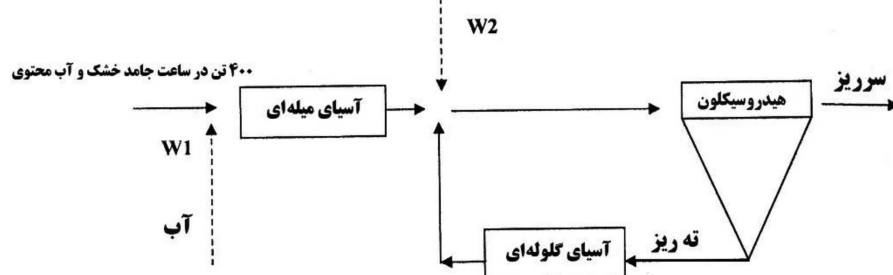 W2
۴۰۰ تن در ساعت جامد خشک و آب محتوی
سرریز
هیدروسیکلون
آسیای میله‌ای
W1
آب
ته ریز
آسیای گلوله‌ای